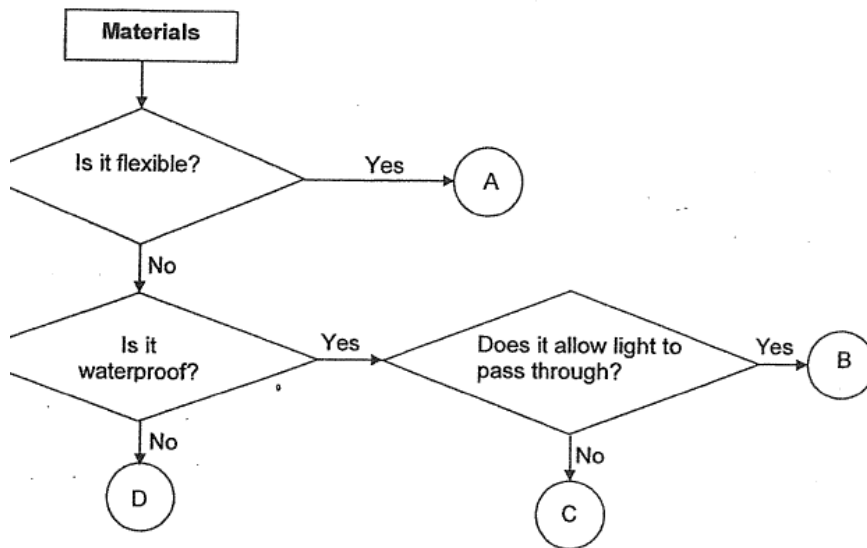 Materials
Is it flexible?
Yes
A
No
Is it
waterproof?
Yes
Does it allow light to
pass through?
Yes
B
No
D
No
C